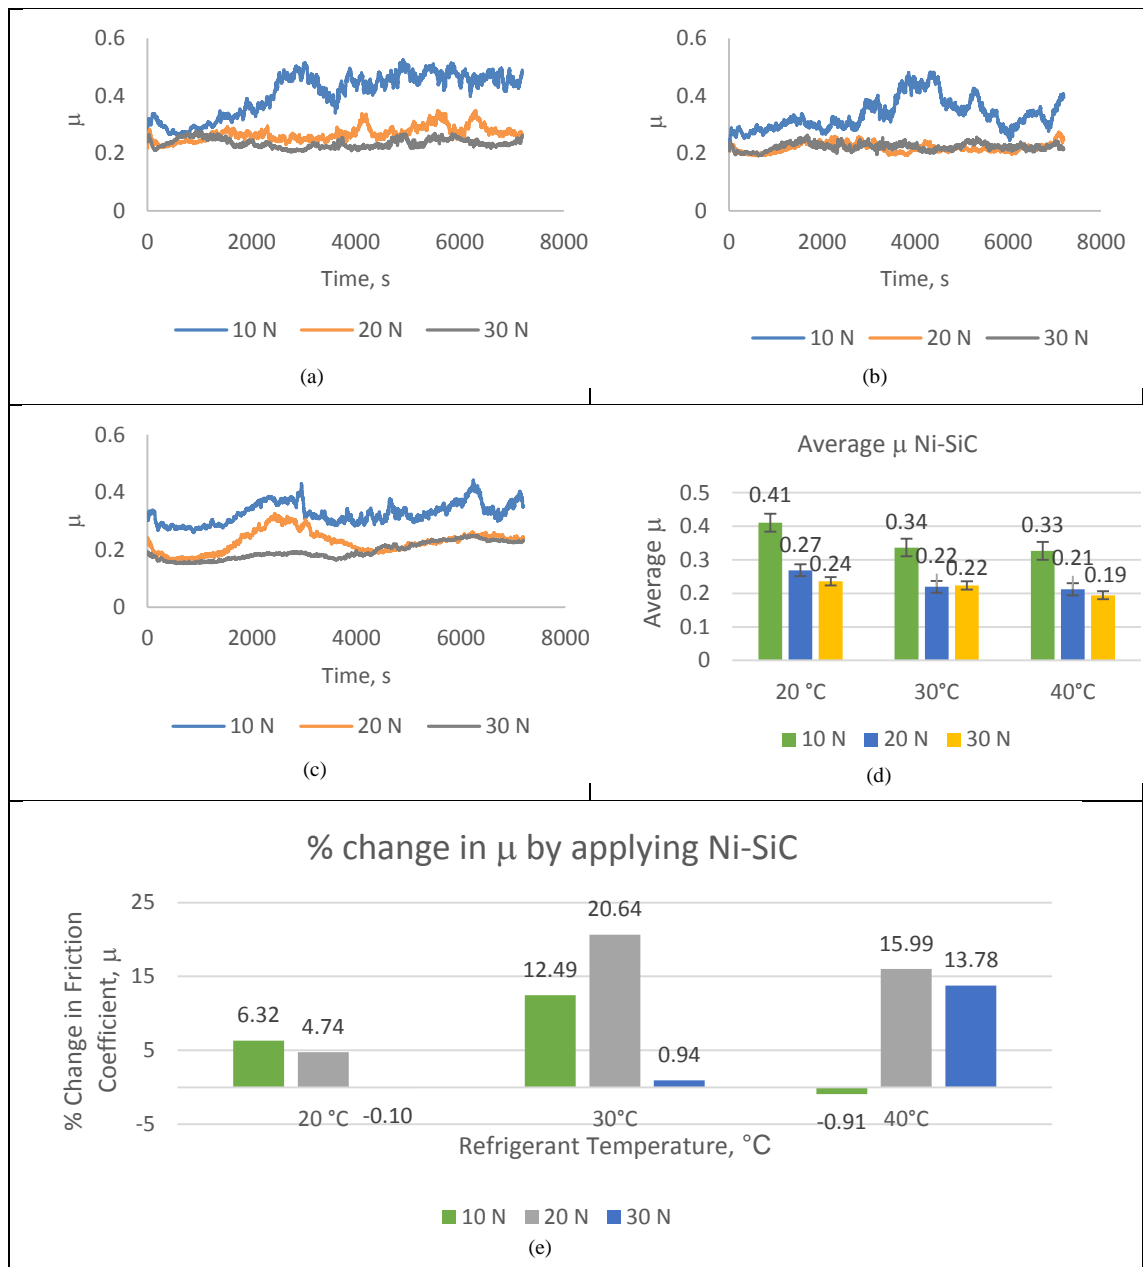 0.6
0.4
0.2
0
μ
0 2000 4000 6000 8000
Time, s
10 N 20 N 30 N
(a)
0.6
0.4
0.2
0
μ
0 2000 4000 6000 8000
Time, s
10 N 20 N 30 N
(b)
0.6
0.4
0.2
0
μ
0 2000 4000 6000 8000
Time, s
10 N 20 N 30 N
(c)
Average μ Ni-SiC
0.5
0.4
0.3
0.2
0.1
0
Average μ
0.41 0.27 0.24 0.34 0.22 0.22 0.33 0.21 0.19
20 °C 30°C 40°C
10 N 20 N 30 N
(d)
% change in μ by applying Ni-SiC
% Change in Friction
Coefficient, μ
25
15
5
-5
6.32 4.74 -0.10 12.49 20.64 0.94 -0.91 15.99 13.78
20 °C 30°C 40°C
Refrigerant Temperature, °C
10 N 20 N 30 N
(e)